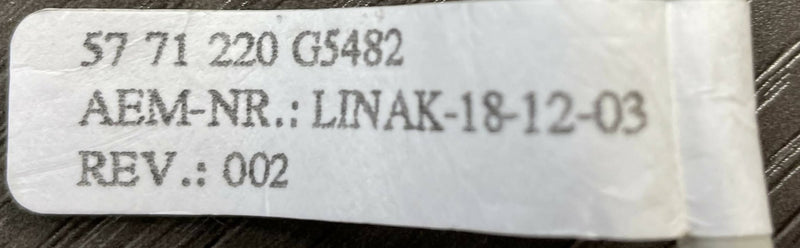 57 71 220 G5482
AEM-NR.: LINAK-18-12-03
REV.: 002